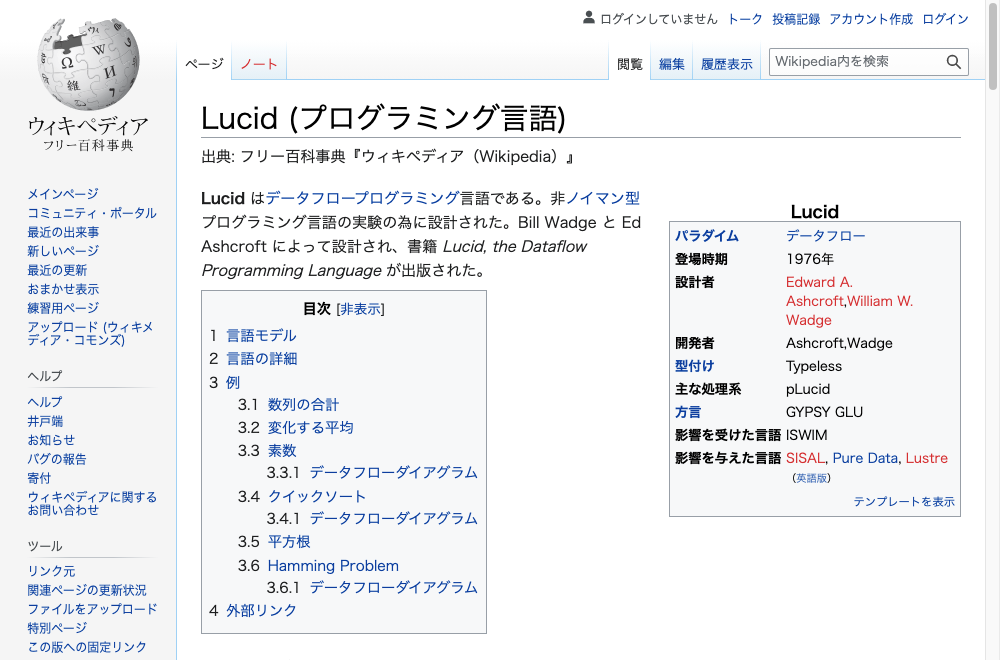 ログインしていません トーク 投稿記録 アカウント作成 ログイン
ページ ノート 閲覧 編集 履歴表示 Wikipedia内を検索
ウィキペディア
フリー百科事典
メインページ
コミュニティ・ポータル
最近の出来事
新しいページ
最近の更新
おまかせ表示
練習用ページ
アップロード (ウィキメ
ディア・コモンズ)
ヘルプ
ヘルプ
井戸端
お知らせ
バグの報告
寄付
ウィキペディアに関する
お問い合わせ
ツール
リンク元
関連ページの更新状況
ファイルをアップロード
特別ページ
この版への固定リンク
Lucid (プログラミング言語)
出典: フリー百科事典『ウィキペディア（Wikipedia）』
Lucid はデータフロープログラミング言語である。非ノイマン型
プログラミング言語の実験の為に設計された。Bill Wadge と Ed
Ashcroft によって設計され、書籍 Lucid, the Dataflow
Programming Language が出版された。
目次 [非表示]
1 言語モデル
2 言語の詳細
3 例
3.1 数列の合計
3.2 変化する平均
3.3 素数
3.3.1 データフローダイアグラム
3.4 クイックソート
3.4.1 データフローダイアグラム
3.5 平方根
3.6 Hamming Problem
3.6.1 データフローダイアグラム
4 外部リンク
Lucid
パラダイム データフロー
登場時期 1976年
設計者 Edward A.
Ashcroft,William W.
Wadge
開発者 Ashcroft,Wadge
型付け Typeless
主な処理系 pLucid
方言 GYPSY GLU
影響を受けた言語 ISWIM
影響を与えた言語 SISAL, Pure Data, Lustre
(英語版)
テンプレートを表示